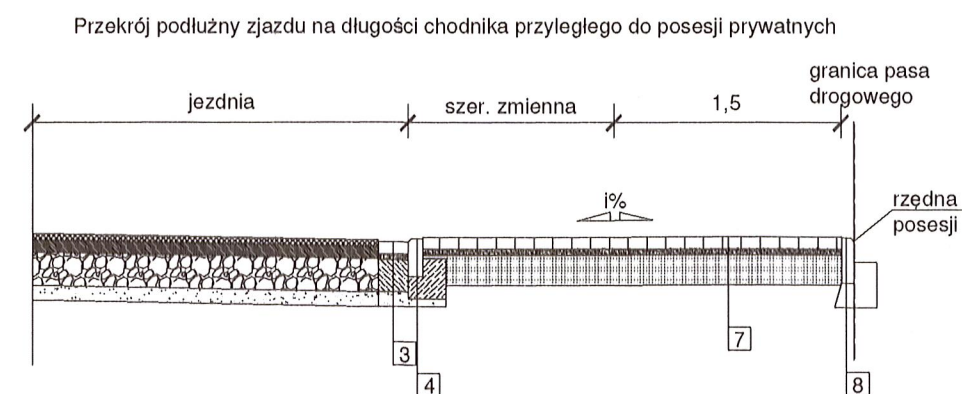 Przekrój podłużny zjazdu na długości chodnika przyległego do posesji prywatnych
granica pasa
drogowego
jezdnia
szer. zmienna
1,5
i%
rzędna
posesji
3
7
4
8